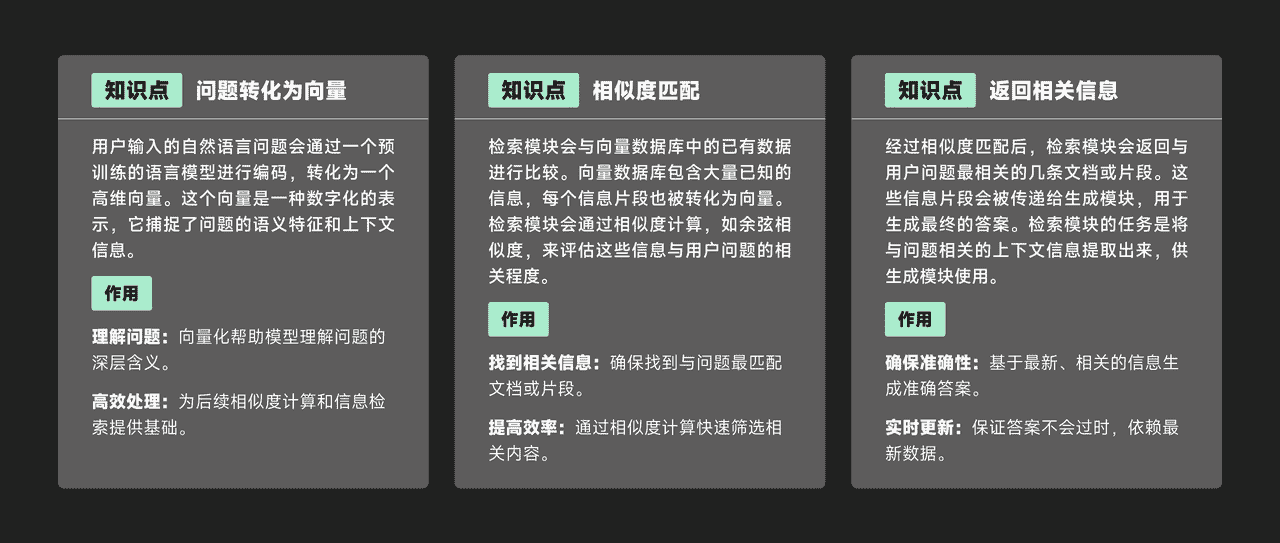 知识点 问题转化为向量
用户输入的自然语言问题会通过一个预
训练的语言模型进行编码，转化为一个
高维向量。这个向量是一种数字化的表
示，它捕捉了问题的语义特征和上下文
信息。
作用
理解问题：向量化帮助模型理解问题的
深层含义。
高效处理：为后续相似度计算和信息检
索提供基础。
知识点 相似度匹配
检索模块会与向量数据库中的已有数据
进行比较。向量数据库包含大量已知的
信息，每个信息片段也被转化为向量。
检索模块会通过相似度计算，如余弦相
似度，来评估这些信息与用户问题的相
关程度。
作用
找到相关信息：确保找到与问题最匹配
文档或片段。
提高效率：通过相似度计算快速筛选相
关内容。
知识点 返回相关信息
经过相似度匹配后，检索模块会返回与
用户问题最相关的几条文档或片段。这
些信息片段会被传递给生成模块，用于
生成最终的答案。检索模块的任务是将
与问题相关的上下文信息提取出来，供
生成模块使用。
作用
确保准确性：基于最新、相关的信息生
成准确答案。
实时更新：保证答案不会过时，依赖最
新数据。